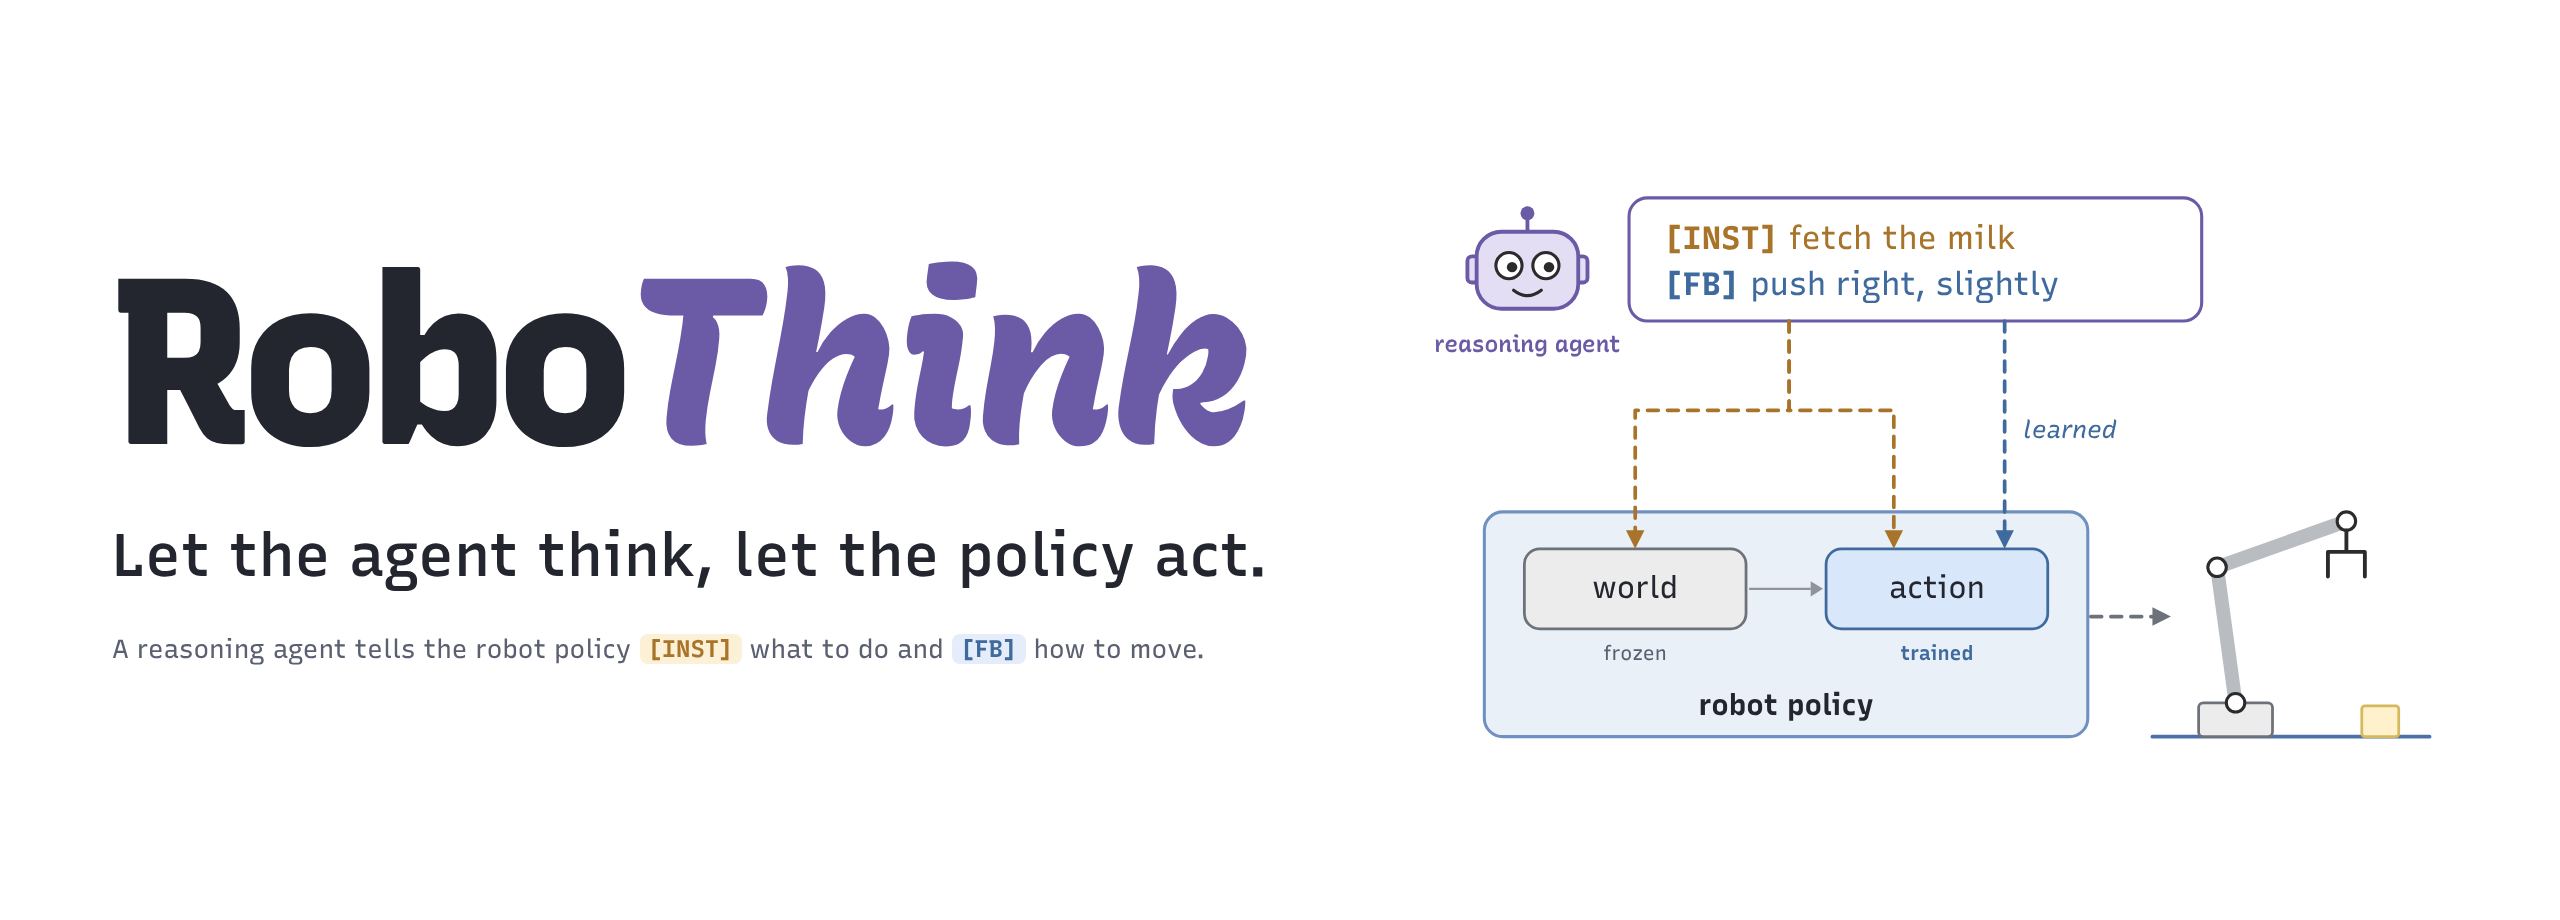 RoboThink
Let the agent think, let the policy act.
A reasoning agent tells the robot policy [INST] what to do and [FB] how to move.
[INST] fetch the milk
[FB] push right, slightly
reasoning agent
learned
world
action
frozen
trained
robot policy